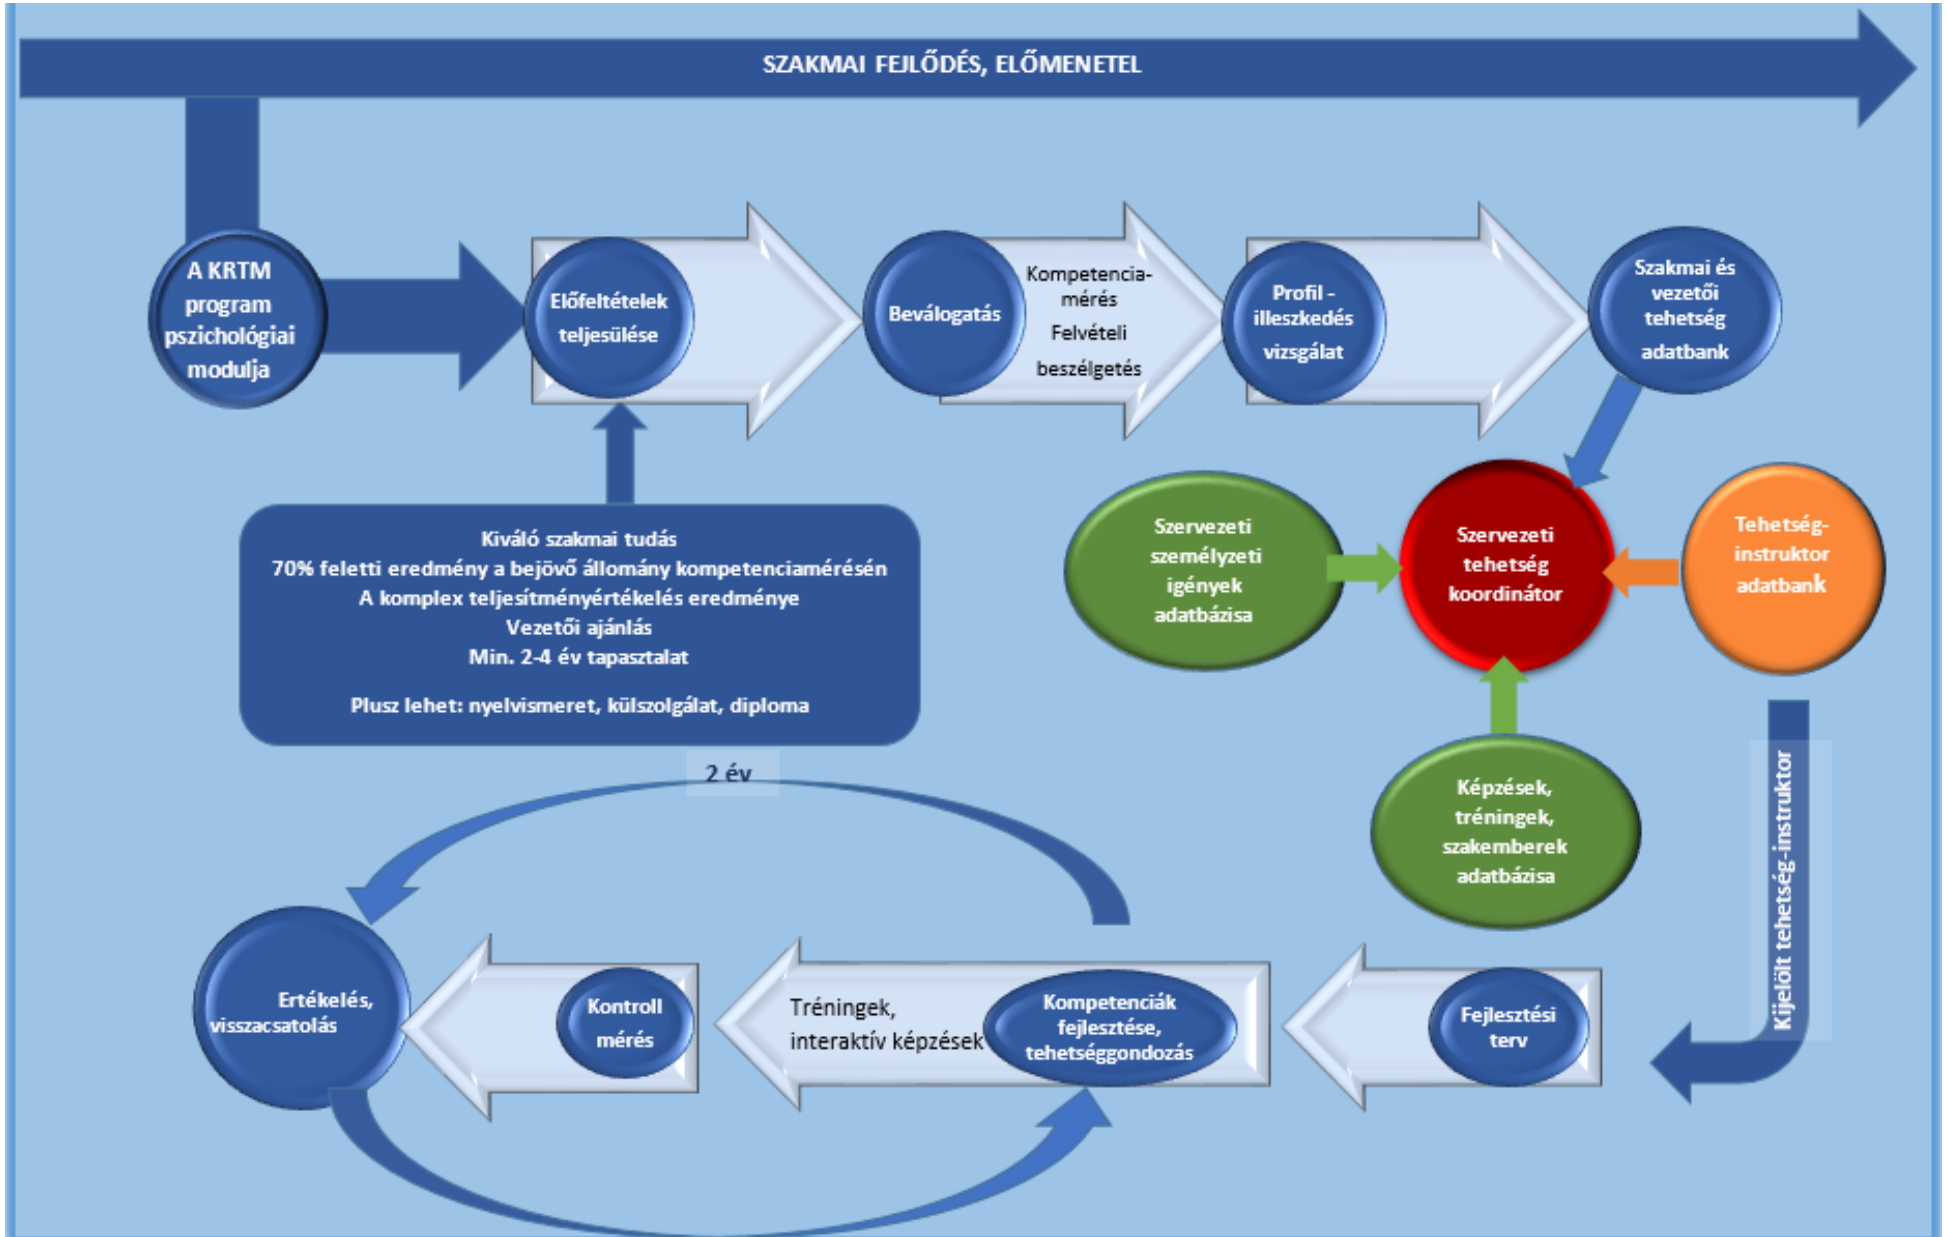 SZAKMAI FEJLŐDÉS, ELŐMENETEL
A KRTM
program
pszichológiai
modulja
Előfeltételek
teljesülése
Beválogatás
Kompetencia-
mérés
Felvételi
beszélgetés
Profil –
illeszkedés
vizsgálat
Szakmai és
vezetői
tehetség
adatbank
Kiváló szakmai tudás
70% feletti eredmény a bejövő állomány kompetenciamérésén
A komplex teljesítményértékelés eredménye
Vezetői ajánlás
Min. 2-4 év tapasztalat
Plusz lehet: nyelvismeret, külszolgálat, diploma
Szervezeti
személyzeti
igények
adatbázisa
Szervezeti
tehetség
koordinátor
Tehetség-
instruktor
adatbank
Képzések,
tréningek,
szakemberek
adatbázisa
Kijelölt tehetség-instruktor
2 év
Ertékelés,
visszacsatolás
Kontroll
mérés
Tréningek,
interaktív képzések
Kompetenciák
fejlesztése,
tehetséggondozás
Fejlesztési
terv